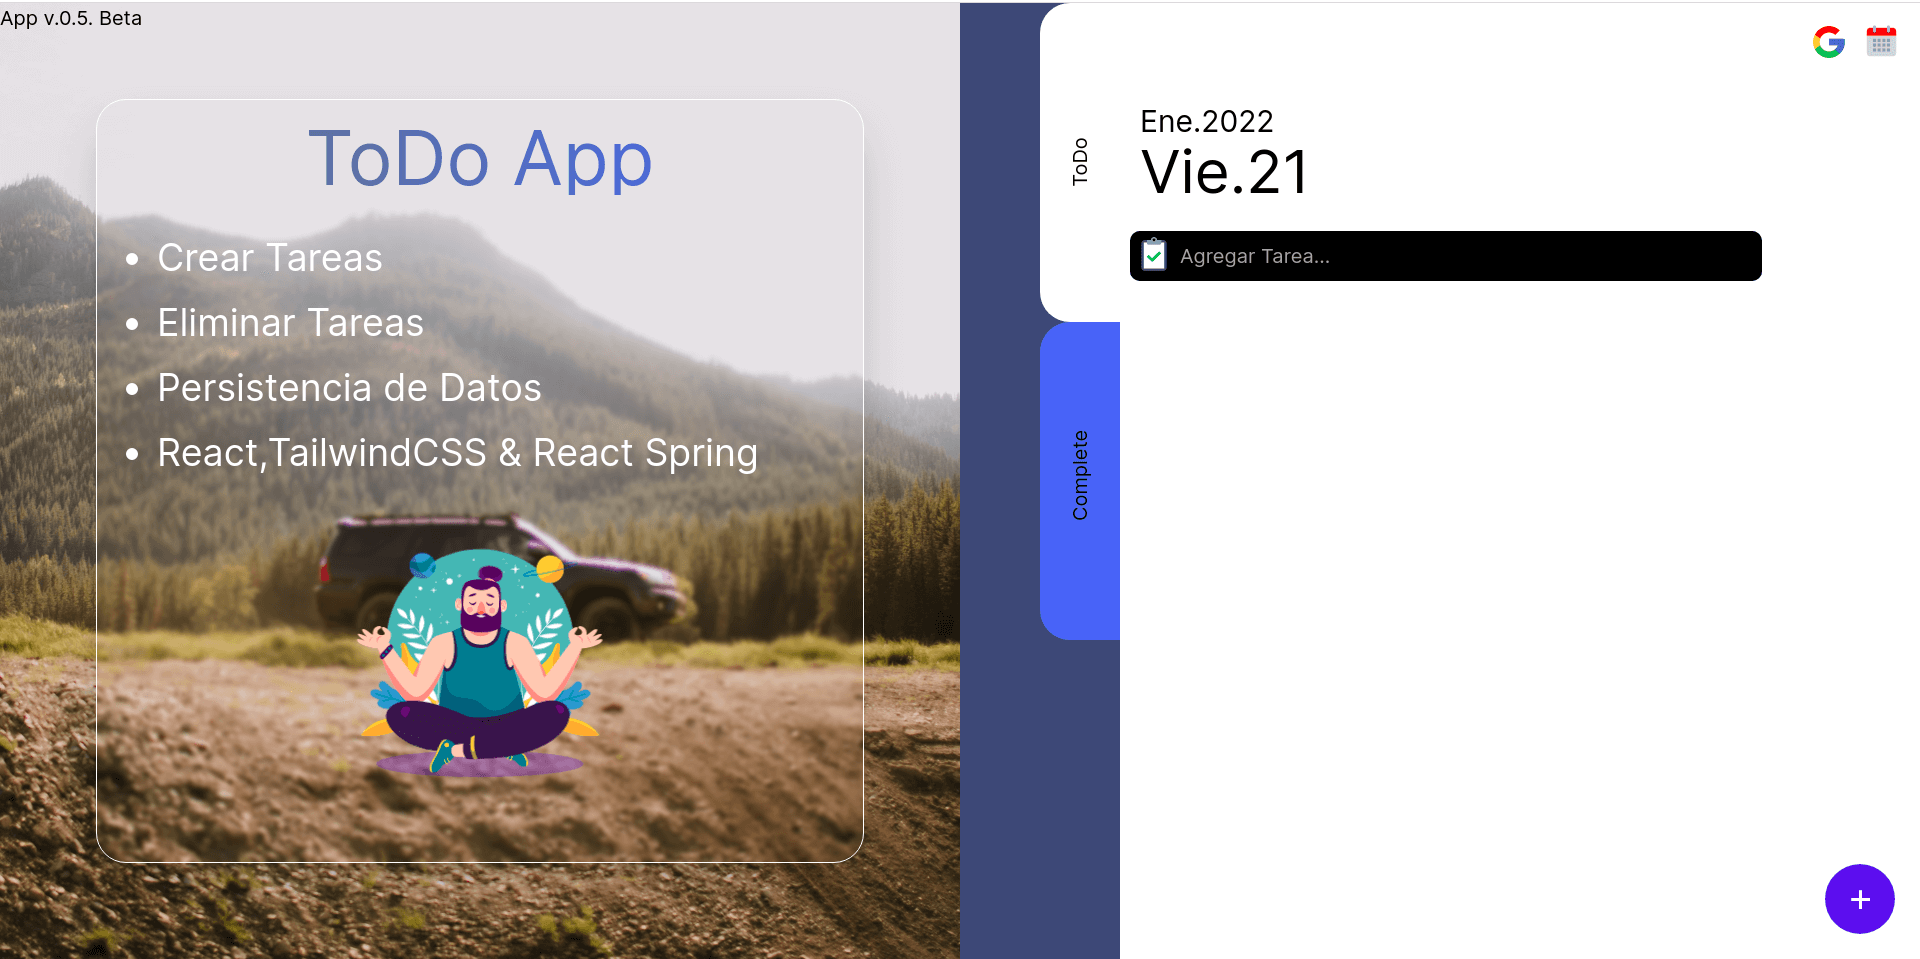 App v.0.5. Beta
ToDo App
Crear Tareas
Eliminar Tareas
Persistencia de Datos
React,TailwindCSS & React Spring
ToDo
Complete
Ene.2022
Vie.21
Agregar Tarea...